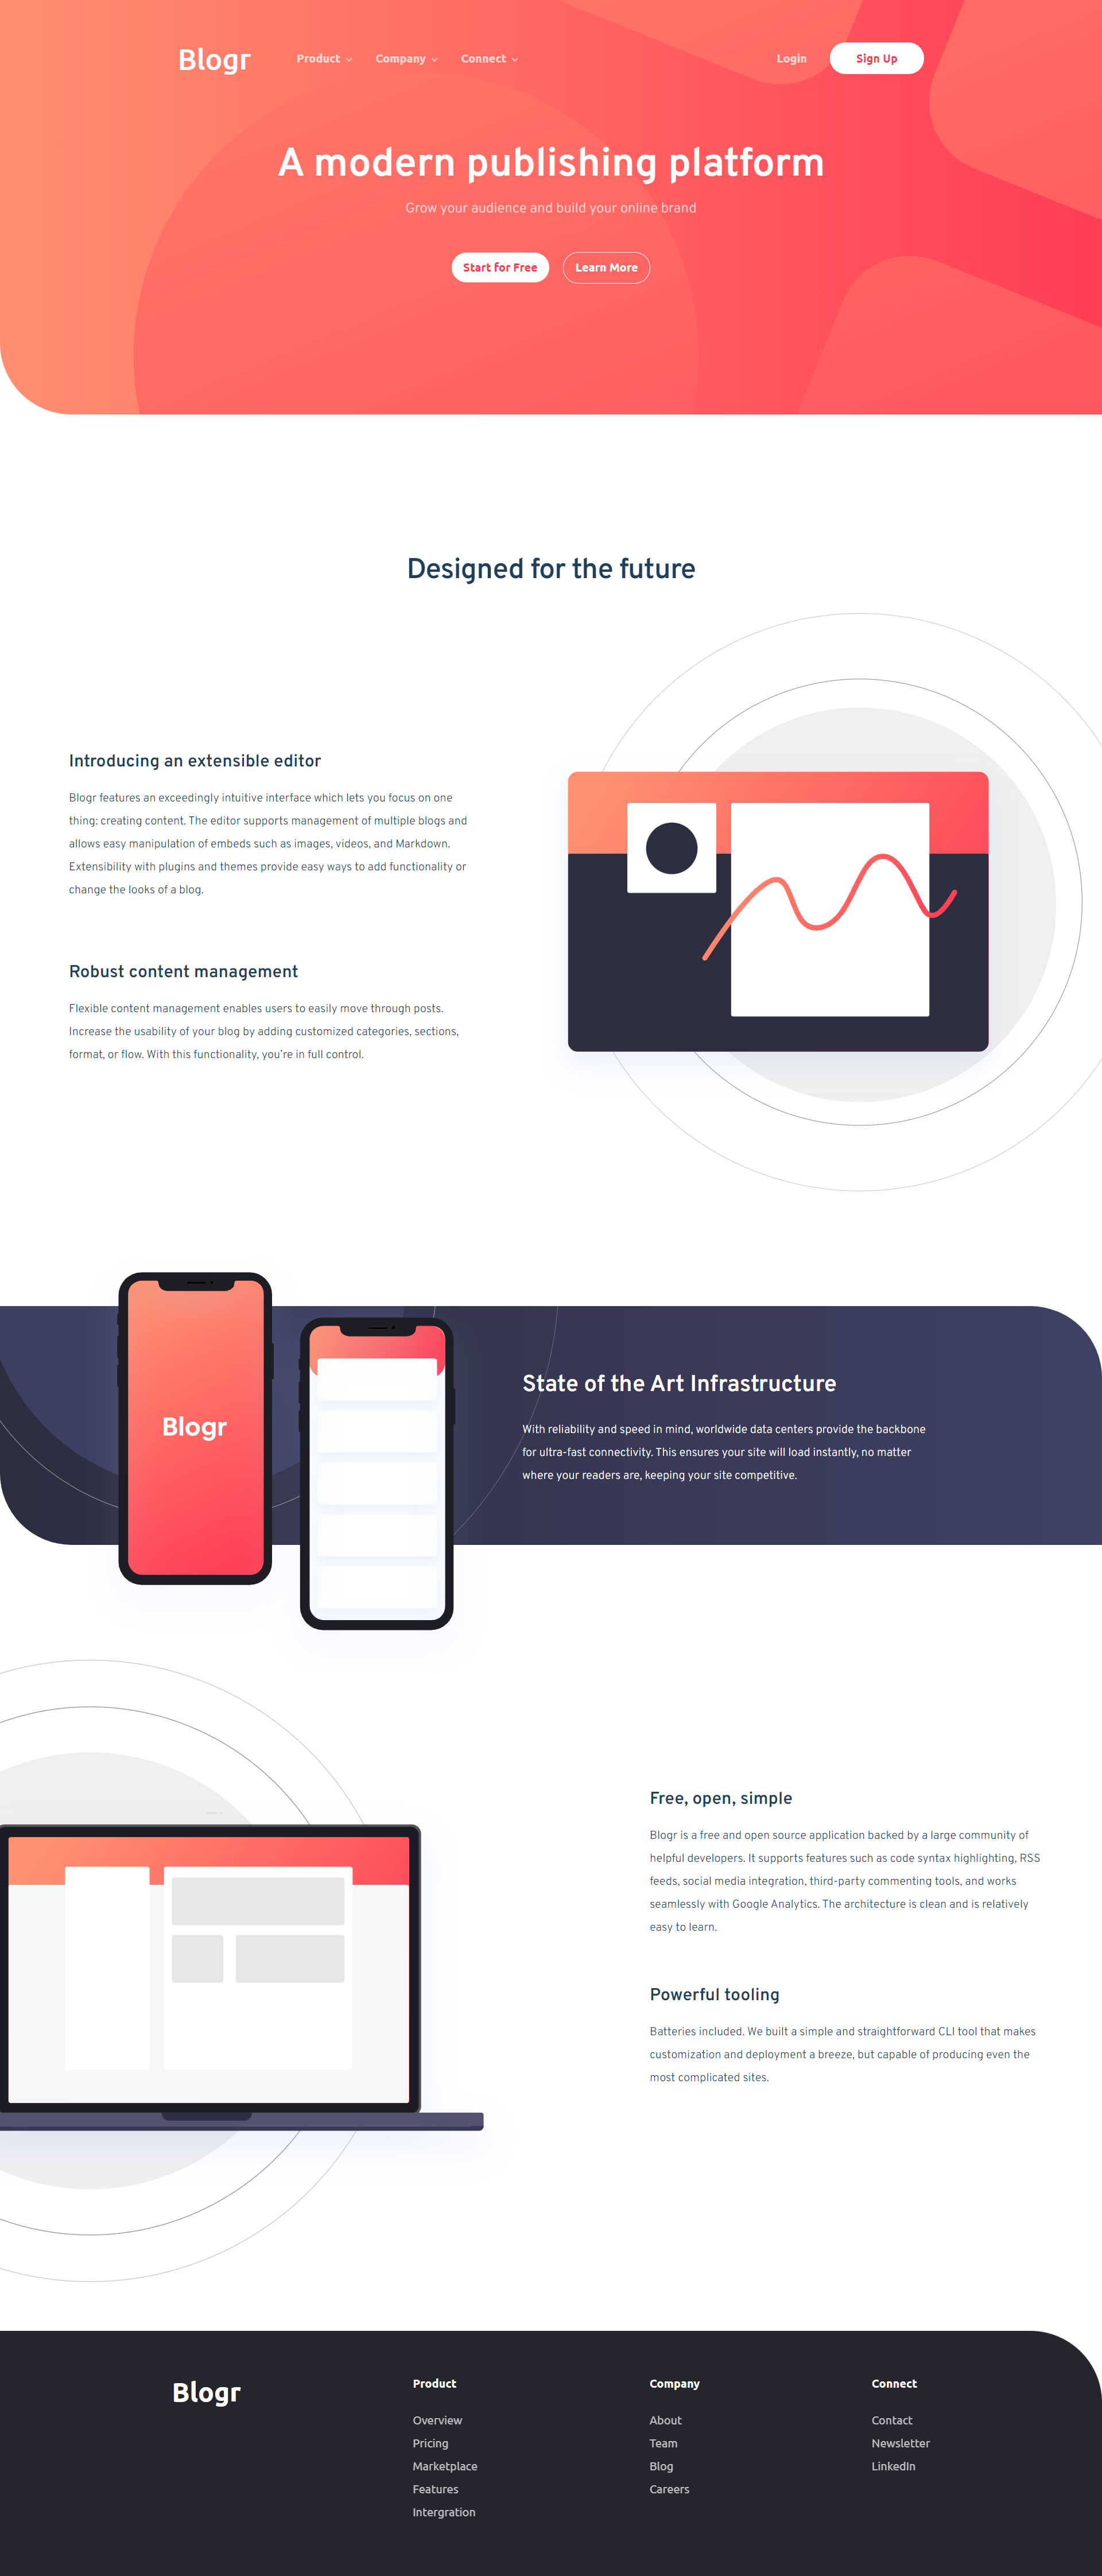 Blogr
Product
Company
Connect
Login
Sign Up
A modern publishing platform
Grow your audience and build your online brand
Start for Free
Learn More
Designed for the future
Introducing an extensible editor
Blogr features an exceedingly intuitive interface which lets you focus on one
thing: creating content. The editor supports management of multiple blogs and
allows easy manipulation of embeds such as images, videos, and Markdown.
Extensibility with plugins and themes provide easy ways to add functionality or
change the looks of a blog.
Robust content management
Flexible content management enables users to easily move through posts.
Increase the usability of your blog by adding customized categories, sections,
format, or flow. With this functionality, you’re in full control.
Blogr
State of the Art Infrastructure
With reliability and speed in mind, worldwide data centers provide the backbone
for ultra-fast connectivity. This ensures your site will load instantly, no matter
where your readers are, keeping your site competitive.
Free, open, simple
Blogr is a free and open source application backed by a large community of
helpful developers. It supports features such as code syntax highlighting, RSS
feeds, social media integration, third-party commenting tools, and works
seamlessly with Google Analytics. The architecture is clean and is relatively
easy to learn.
Powerful tooling
Batteries included. We built a simple and straightforward CLI tool that makes
customization and deployment a breeze, but capable of producing even the
most complicated sites.
Blogr
Product
Overview
Pricing
Marketplace
Features
Intergration
Company
About
Team
Blog
Careers
Connect
Contact
Newsletter
LinkedIn